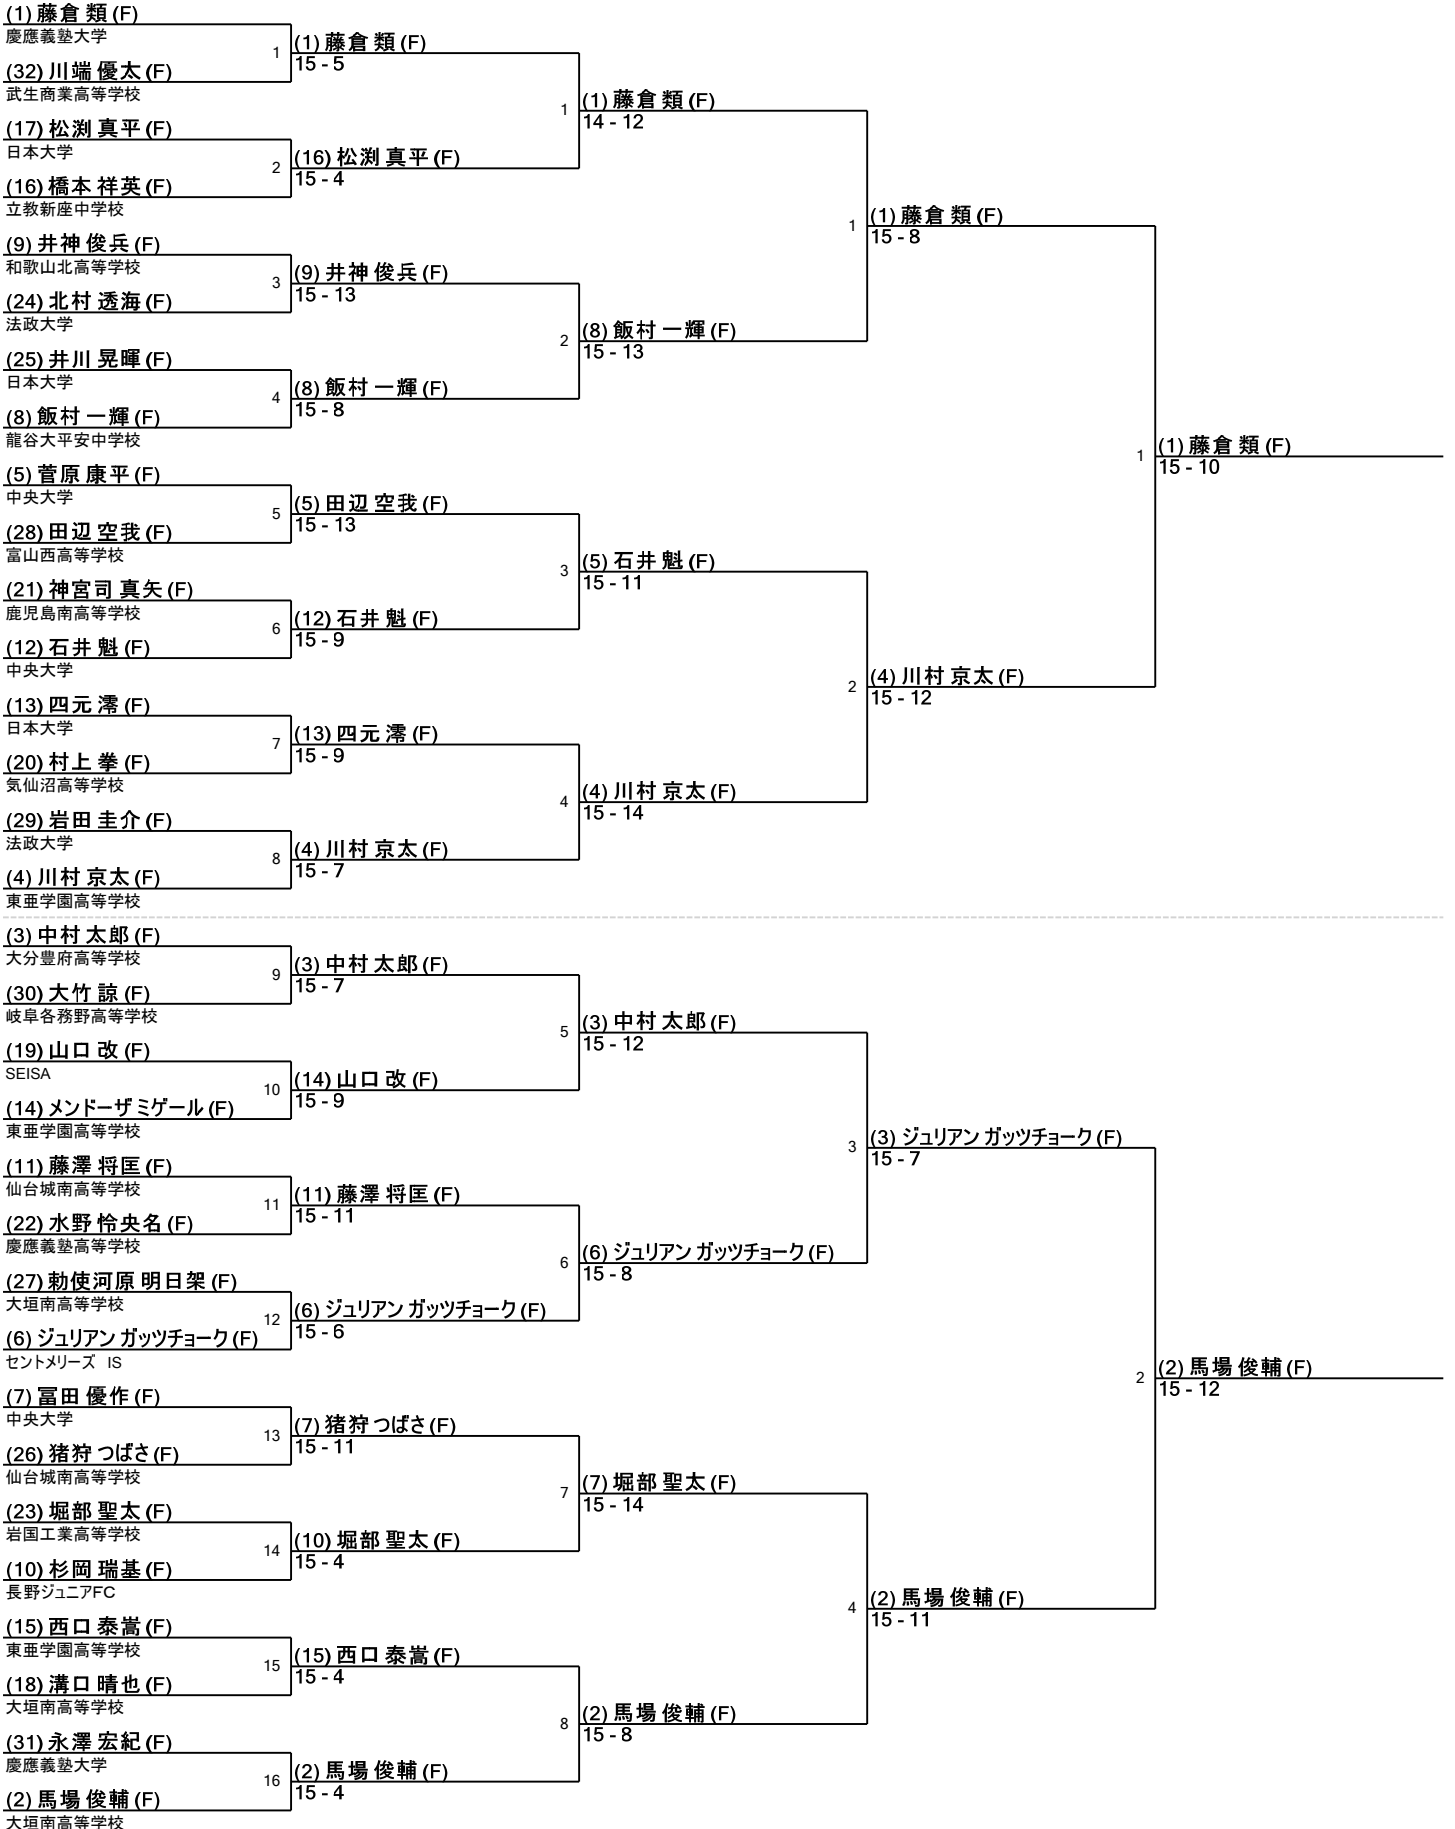 (1) 藤倉 類 (F)
慶應義塾大学
(32) 川端 優太 (F)
武生商業高等学校
(17) 松渕 真平 (F)
日本大学
(16) 橋本 祥英 (F)
立教新座中学校
(9) 井神 俊兵 (F)
和歌山北高等学校
(24) 北村 透海 (F)
法政大学
(25) 井川 晃暉 (F)
日本大学
(8) 飯村 一輝 (F)
龍谷大平安中学校
(5) 菅原 康平 (F)
中央大学
(28) 田辺 空我 (F)
富山西高等学校
(21) 神宮司 真矢 (F)
鹿児島南高等学校
(12) 石井 魁 (F)
中央大学
(13) 四元 澪 (F)
日本大学
(20) 村上 拳 (F)
気仙沼高等学校
(29) 岩田 圭介 (F)
法政大学
(4) 川村 京太 (F)
東亜学園高等学校
(3) 中村 太郎 (F)
大分豊府高等学校
(30) 大竹 諒 (F)
岐阜各務野高等学校
(19) 山口 改 (F)
SEISA
(14) メンドーザ ミゲール (F)
東亜学園高等学校
(11) 藤澤 将匡 (F)
仙台城南高等学校
(22) 水野 怜央名 (F)
慶應義塾高等学校
(27) 勅使河原 明日架 (F)
大垣南高等学校
(6) ジュリアン ガッツチョーク (F)
セントメリーズ IS
(7) 冨田 優作 (F)
中央大学
(26) 猪狩 つばさ (F)
仙台城南高等学校
(23) 堀部 聖太 (F)
岩国工業高等学校
(10) 杉岡 瑞基 (F)
長野ジュニアFC
(15) 西口 泰嵩 (F)
東亜学園高等学校
(18) 溝口 晴也 (F)
大垣南高等学校
(31) 永澤 宏紀 (F)
慶應義塾大学
(2) 馬場 俊輔 (F)
大垣南高等学校
1
(1) 藤倉 類 (F)
15 - 5
2
(16) 松渕 真平 (F)
15 - 4
3
(9) 井神 俊兵 (F)
15 - 13
4
(8) 飯村 一輝 (F)
15 - 8
5
(5) 田辺 空我 (F)
15 - 13
6
(12) 石井 魁 (F)
15 - 9
7
(13) 四元 澪 (F)
15 - 9
8
(4) 川村 京太 (F)
15 - 7
9
(3) 中村 太郎 (F)
15 - 7
10
(14) 山口 改 (F)
15 - 9
11
(11) 藤澤 将匡 (F)
15 - 11
12
(6) ジュリアン ガッツチョーク (F)
15 - 6
13
(7) 猪狩 つばさ (F)
15 - 11
14
(10) 堀部 聖太 (F)
15 - 4
15
(15) 西口 泰嵩 (F)
15 - 4
16
(2) 馬場 俊輔 (F)
15 - 4
1
(1) 藤倉 類 (F)
14 - 12
2
(8) 飯村 一輝 (F)
15 - 13
3
(5) 石井 魁 (F)
15 - 11
4
(4) 川村 京太 (F)
15 - 14
5
(3) 中村 太郎 (F)
15 - 12
6
(6) ジュリアン ガッツチョーク (F)
15 - 8
7
(7) 堀部 聖太 (F)
15 - 14
8
(2) 馬場 俊輔 (F)
15 - 8
1
(1) 藤倉 類 (F)
15 - 8
2
(4) 川村 京太 (F)
15 - 12
3
(3) ジュリアン ガッツチョーク (F)
15 - 7
4
(2) 馬場 俊輔 (F)
15 - 11
1
(1) 藤倉 類 (F)
15 - 10
2
(2) 馬場 俊輔 (F)
15 - 12